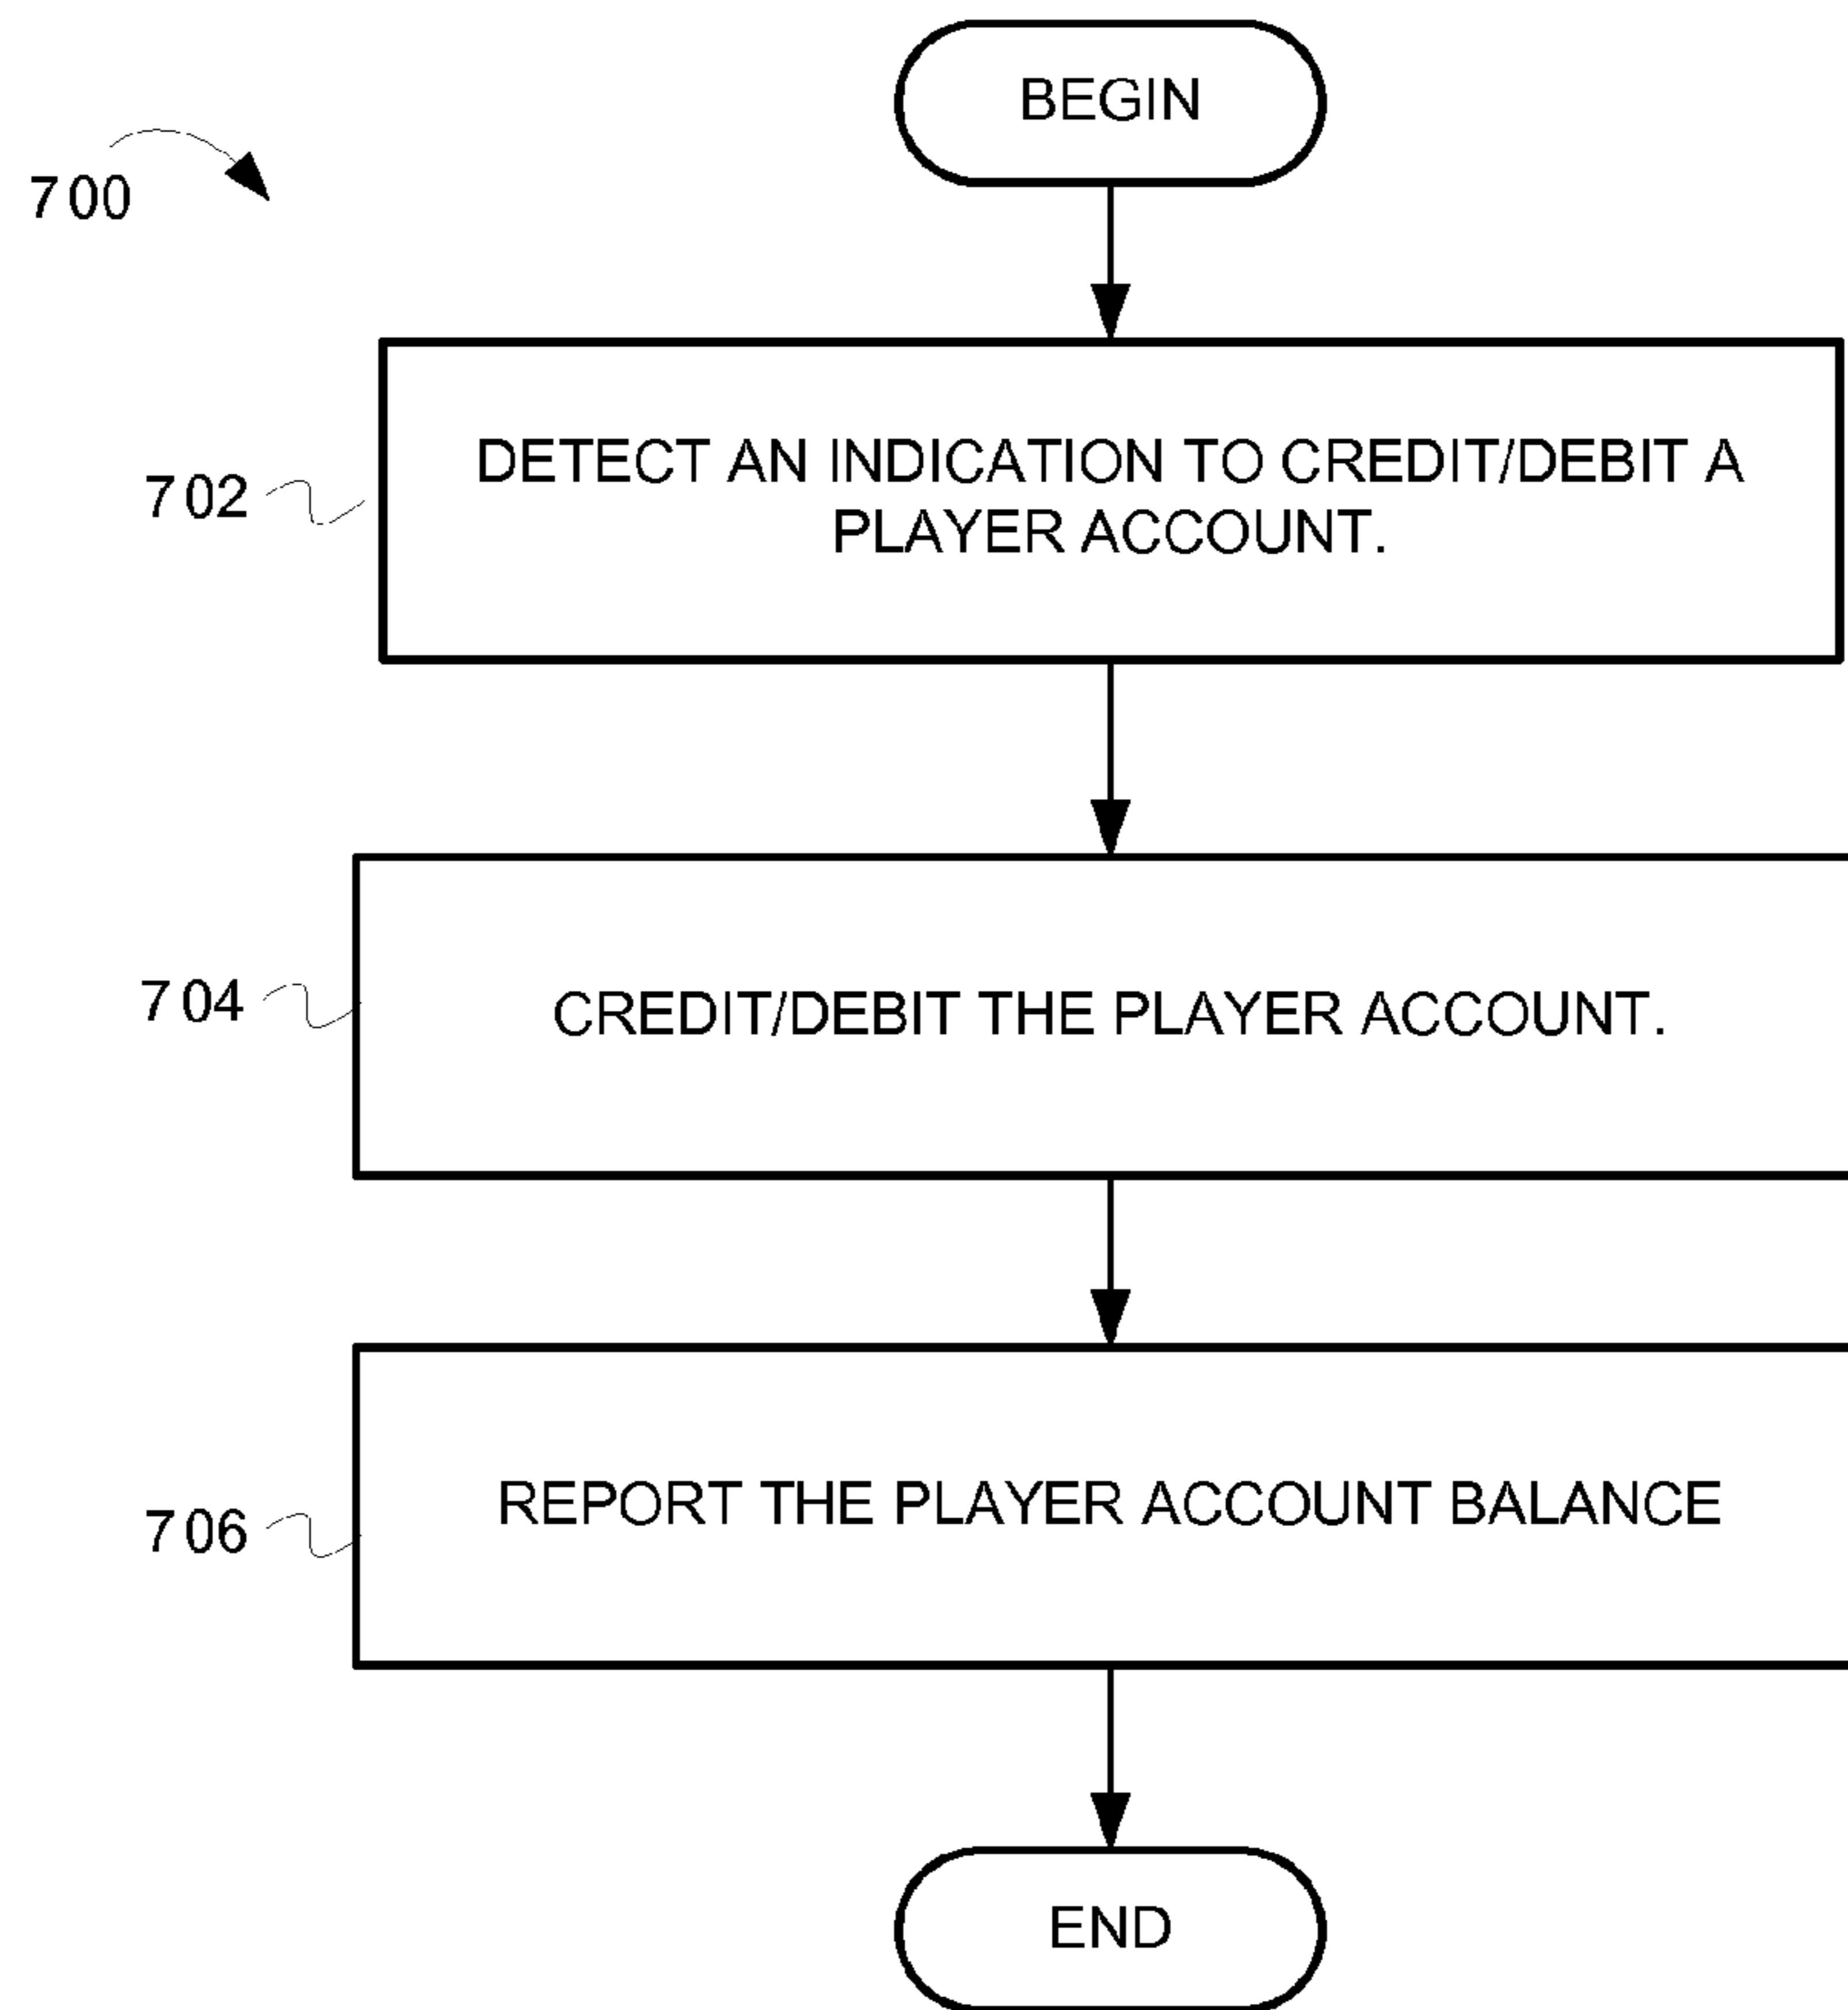 BEGIN
700
702
DETECT AN INDICATION TO CREDIT/DEBIT A
PLAYER ACCOUNT.
704
CREDIT/DEBIT THE PLAYER ACCOUNT.
706
REPORT THE PLAYER ACCOUNT BALANCE
END